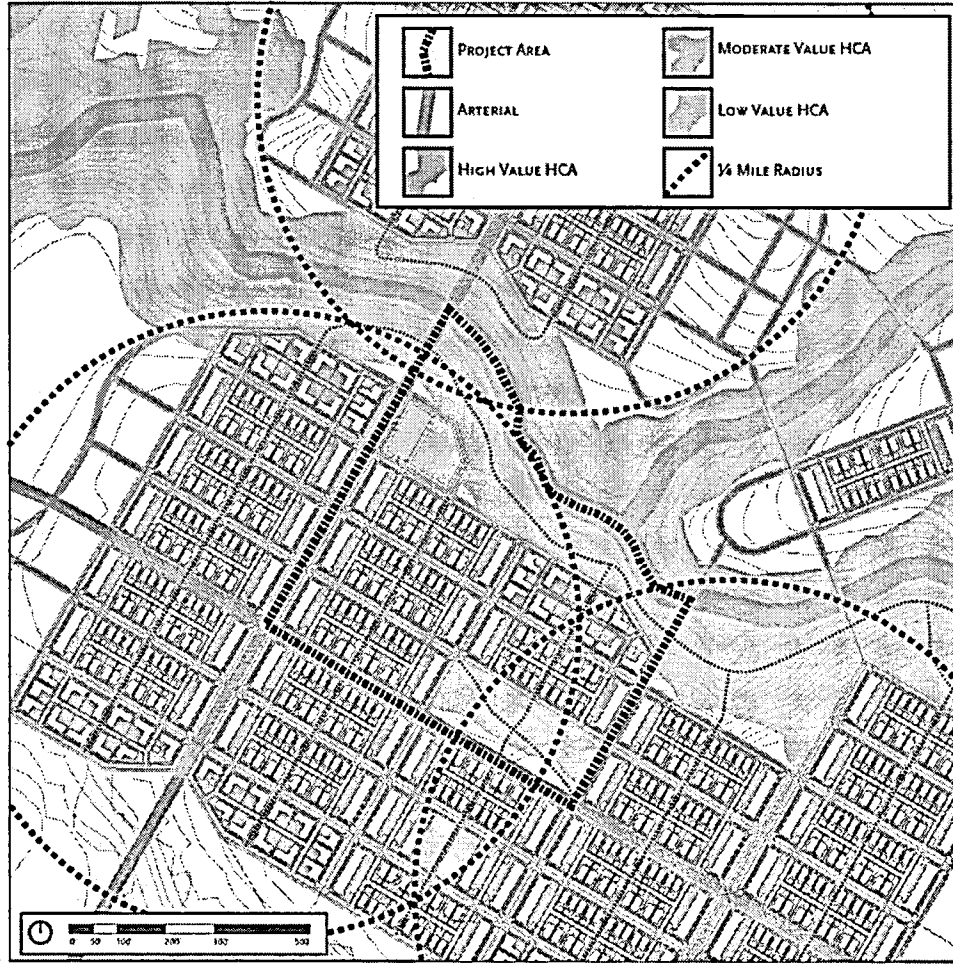 PROJECT AREA
ARTERIAL
HIGH VALUE HCA
MODERATE VALUE HCA
LOW VALUE HCA
¼ MILE RADIUS
0 50 100 200 300 500